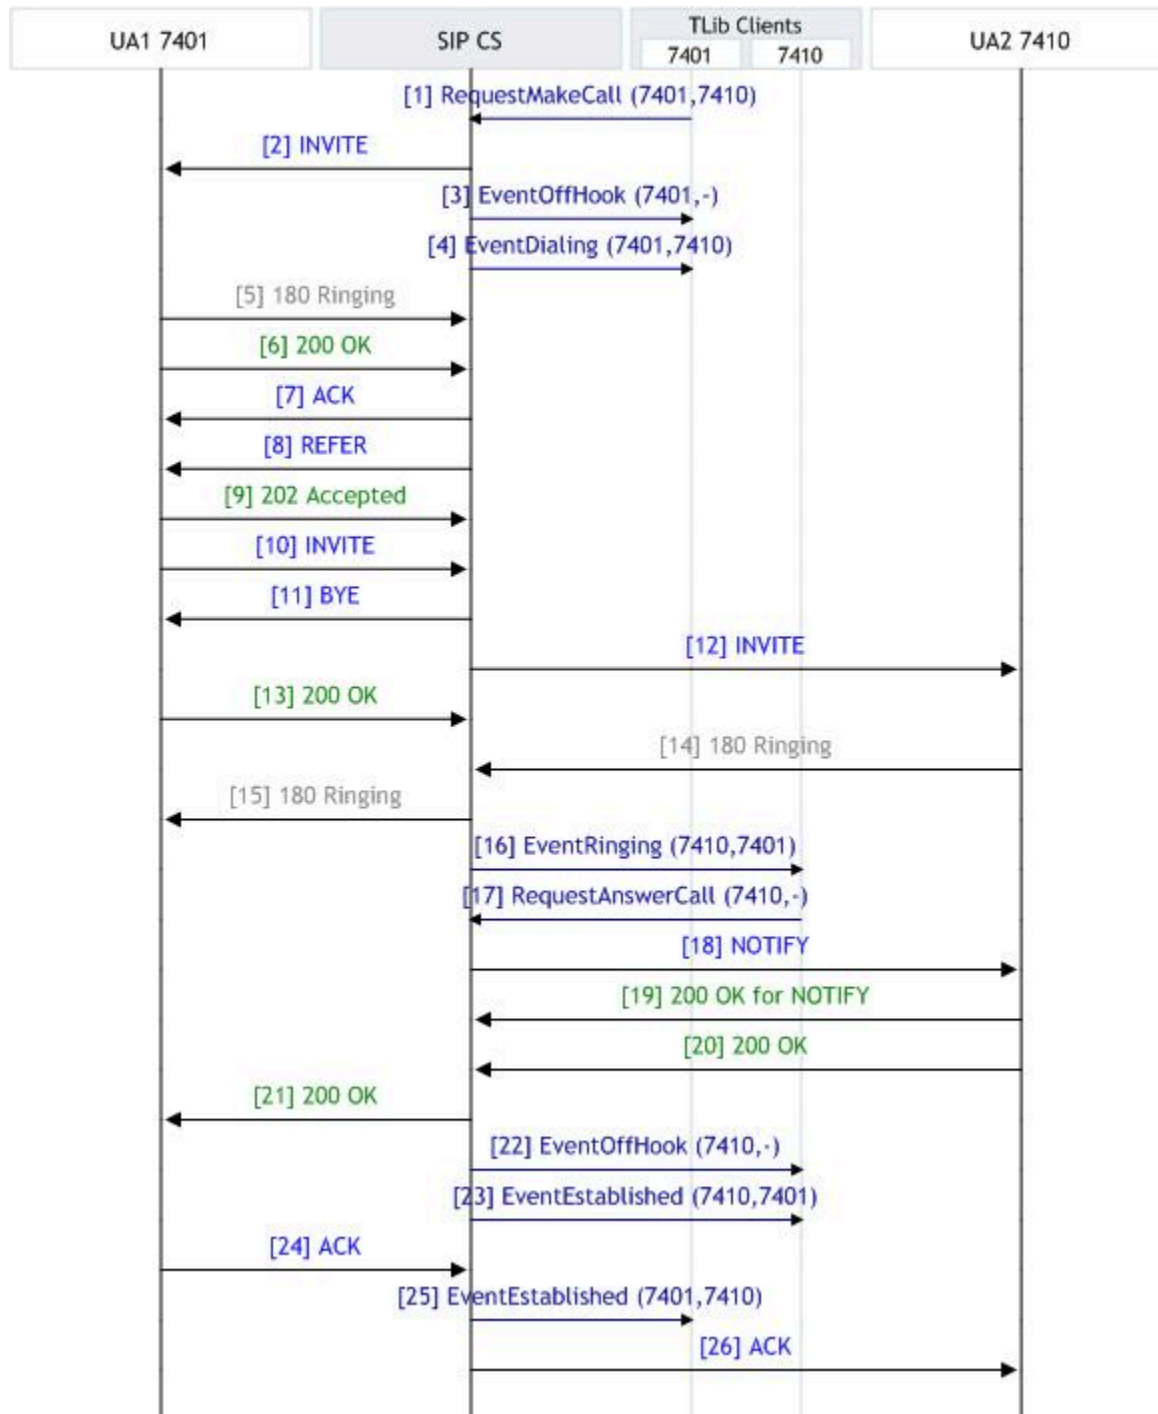 UA1 7401
SIP CS
TLib Clients
7401
7410
UA2 7410
[1] RequestMakeCall (7401,7410)
[2] INVITE
[3] EventOffHook (7401,-)
[4] EventDialing (7401,7410)
[5] 180 Ringing
[6] 200 OK
[7] ACK
[8] REFER
[9] 202 Accepted
[10] INVITE
[11] BYE
[12] INVITE
[13] 200 OK
[14] 180 Ringing
[15] 180 Ringing
[16] EventRinging (7410,7401)
[17] RequestAnswerCall (7410,-)
[18] NOTIFY
[19] 200 OK for NOTIFY
[20] 200 OK
[21] 200 OK
[22] EventOffHook (7410,-)
[23] EventEstablished (7410,7401)
[24] ACK
[25] EventEstablished (7401,7410)
[26] ACK